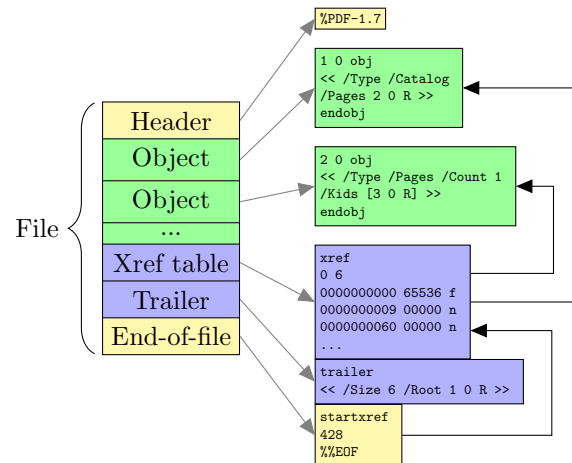 %PDF-1.7
1 0 obj
<< /Type /Catalog
/Pages 2 0 R >>
endobj
2 0 obj
<< /Type /Pages /Count 1
/Kids [3 0 R] >>
endobj
xref
0 6
0000000000 65536 f
0000000009 00000 n
0000000060 00000 n
...
trailer
<< /Size 6 /Root 1 0 R >>
startxref
428
%%EOF
File
Header
Object
Object
...
Xref table
Trailer
End-of-file